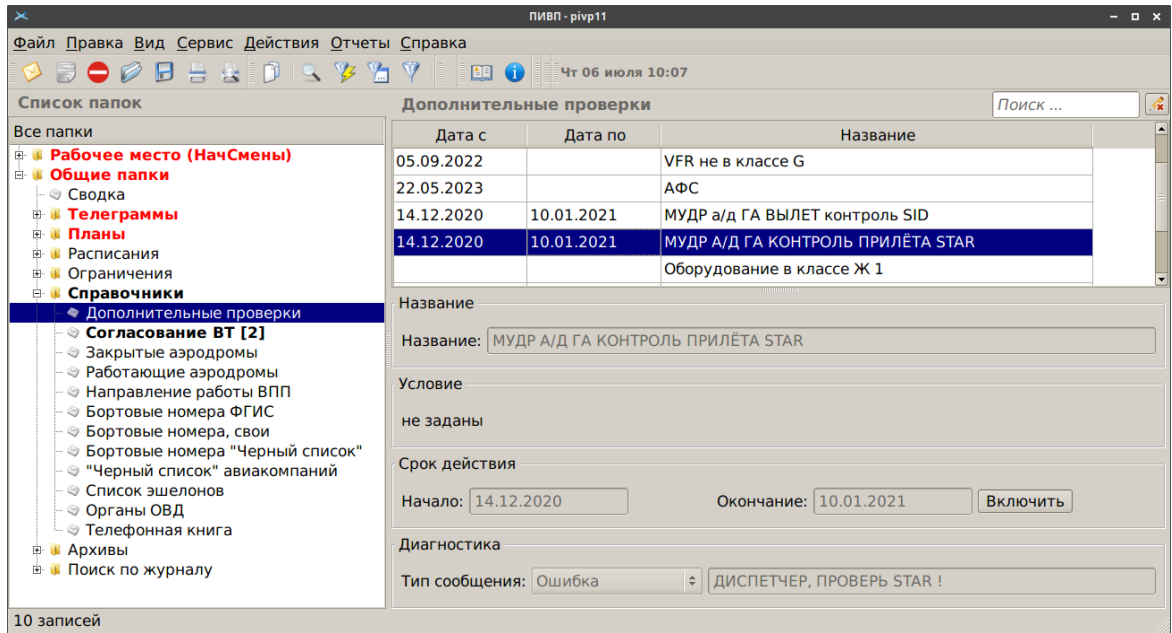 ПИВП - pivp11
Файл Правка Вид Сервис Действия Отчеты Справка
Чт 06 июля 10:07
Список папок
Все папки
Рабочее место (НачСмены)
Общие папки
Сводка
Телеграммы
Планы
Расписания
Ограничения
Справочники
Дополнительные проверки
Согласование ВТ [2]
Закрытые аэродромы
Работающие аэродромы
Направление работы ВПП
Бортовые номера ФГИС
Бортовые номера, свои
Бортовые номера "Черный список"
"Черный список" авиакомпаний
Список эшелонов
Органы ОВД
Телефонная книга
Архивы
Поиск по журналу
Дополнительные проверки
Поиск ...
Дата с Дата по Название
05.09.2022 VFR не в классе G
22.05.2023 АФС
14.12.2020 10.01.2021 МУДР а/д ГА ВЫЛЕТ контроль SID
14.12.2020 10.01.2021 МУДР А/Д ГА КОНТРОЛЬ ПРИЛЁТА STAR
Оборудование в классе Ж 1
Название
Название: МУДР А/Д ГА КОНТРОЛЬ ПРИЛЁТА STAR
Условие
не заданы
Срок действия
Начало: 14.12.2020 Окончание: 10.01.2021 Включить
Диагностика
Тип сообщения: Ошибка ДИСПЕТЧЕР, ПРОВЕРЬ STAR !
10 записей